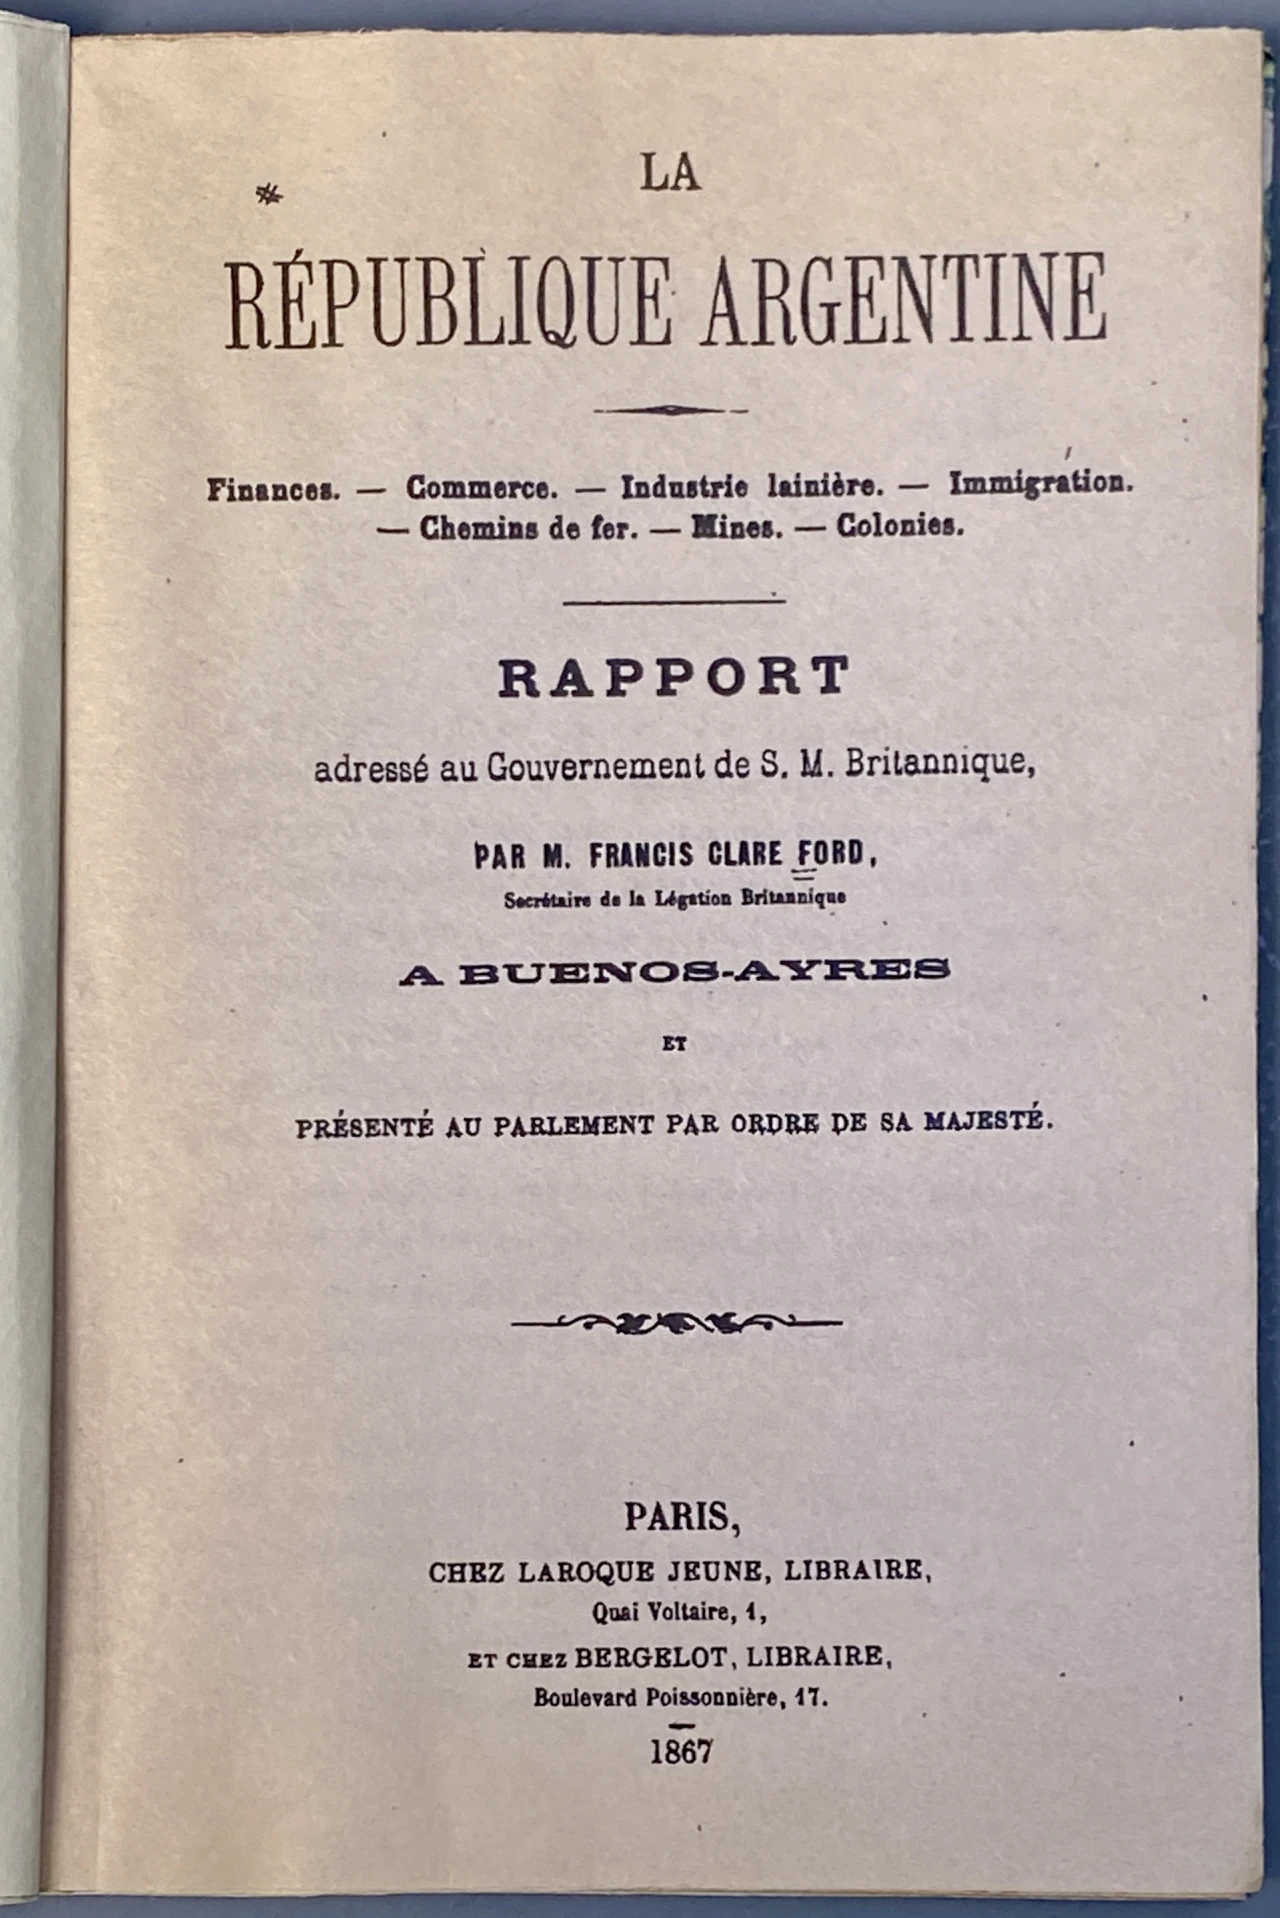 LA
RÉPUBLIQUE ARGENTINE
Finances. — Commerce. — Industrie lainière. — Immigration.
— Chemins de fer. — Mines. — Colonies.
RAPPORT
adressé au Gouvernement de S. M. Britannique,
PAR M. FRANCIS CLARE FORD,
Secrétaire de la Légation Britannique
A BUENOS-AYRES
ET
PRÉSENTÉ AU PARLEMENT PAR ORDRE DE SA MAJESTÉ.
PARIS,
CHEZ LAROQUE JEUNE, LIBRAIRE,
Quai Voltaire, 1,
ET CHEZ BERGELOT, LIBRAIRE,
Boulevard Poissonnière, 17.
1867